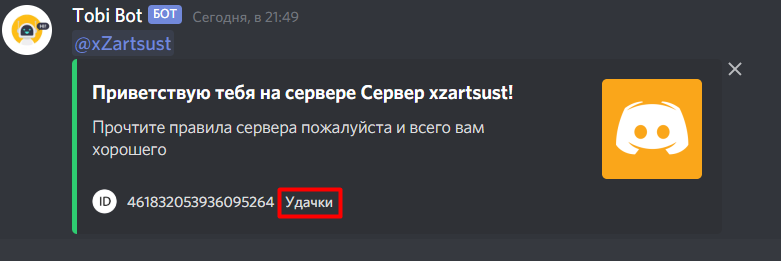 Tobi Bot БОТ Сегодня, в 21:49
@xZartsust
Приветствую тебя на сервере Сервер xzartsust!
Прочтите правила сервера пожалуйста и всего вам
хорошего
ID 461832053936095264 Удачки